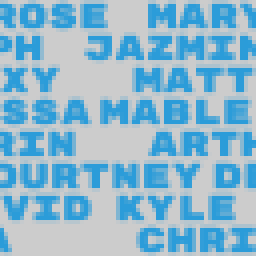 ROSE MARY
PH JAZMIN
XY MATT
SSA MABLE
RIN ARTH
OURTNEY D
VID KYLE
A CHRI